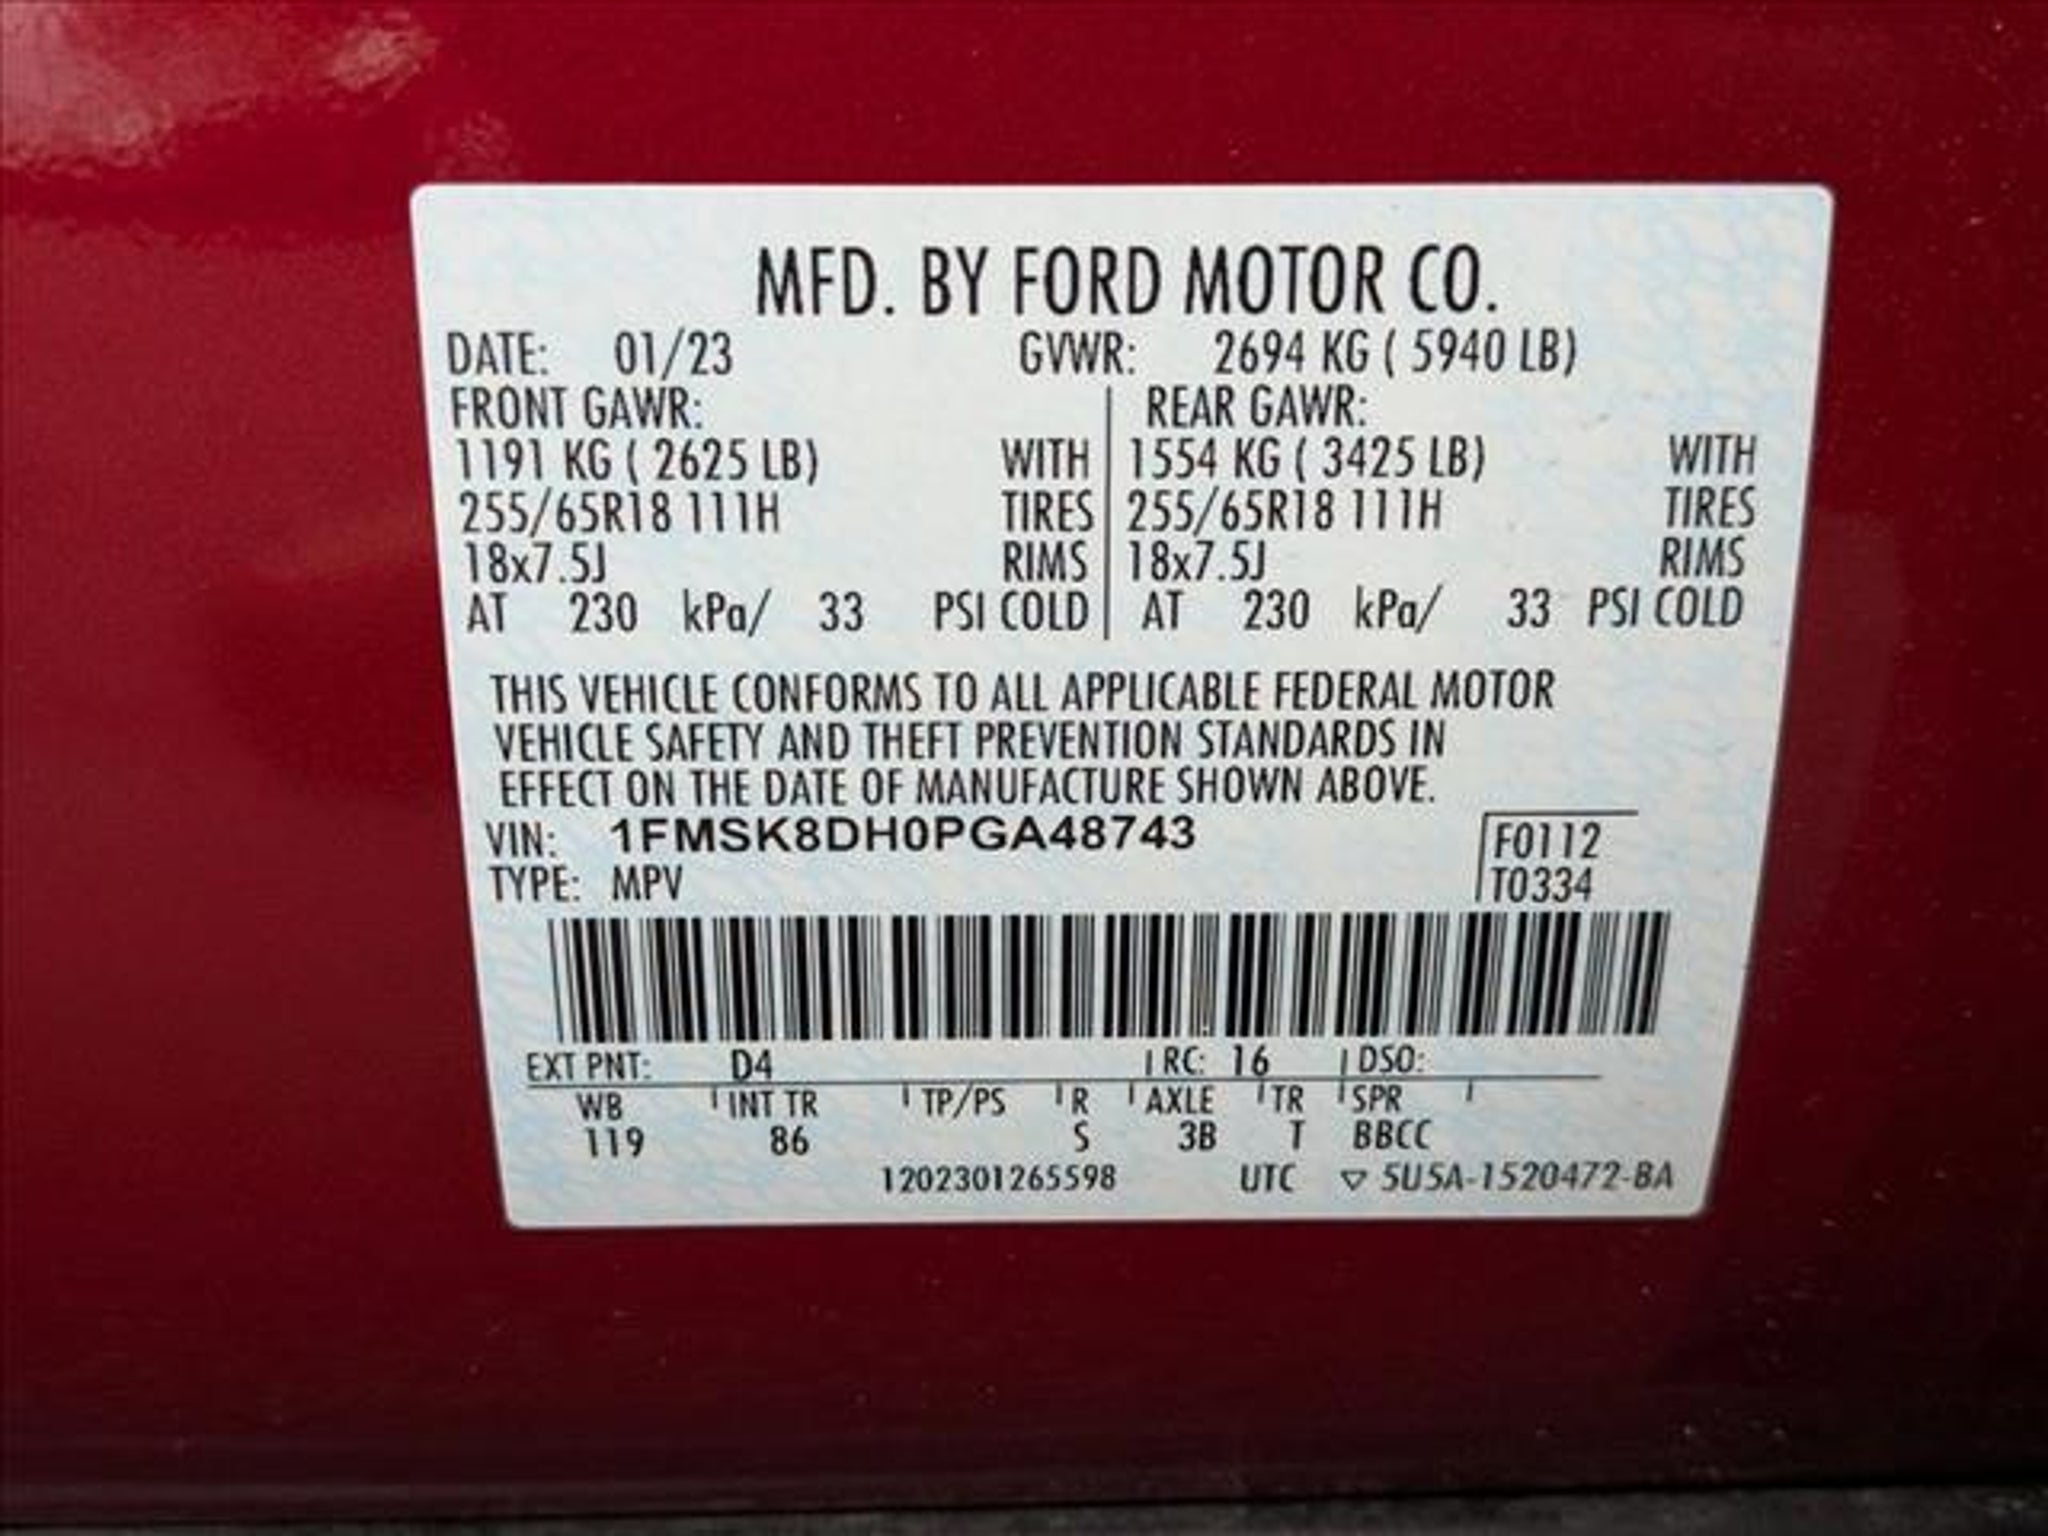 MFD. BY FORD MOTOR CO.
DATE: 01/23 GVWR: 2694 KG ( 5940 LB)
FRONT GAWR: REAR GAWR:
1191 KG ( 2625 LB) WITH 1554 KG ( 3425 LB) WITH
255/65R18 111H TIRES 255/65R18 111H TIRES
18x7.5J RIMS 18x7.5J RIMS
AT 230 kPa/ 33 PSI COLD AT 230 kPa/ 33 PSI COLD
THIS VEHICLE CONFORMS TO ALL APPLICABLE FEDERAL MOTOR
VEHICLE SAFETY AND THEFT PREVENTION STANDARDS IN
EFFECT ON THE DATE OF MANUFACTURE SHOWN ABOVE.
VIN: 1FMSK8DH0PGA48743 F0112
TYPE: MPV T0334
EXT PNT: D4 RC: 16 DSO:
WB INT TR TP/PS R AXLE TR SPR
119 86 S 3B T BBCC
1202301265598 UTC ▽ 5U5A-1520472-BA